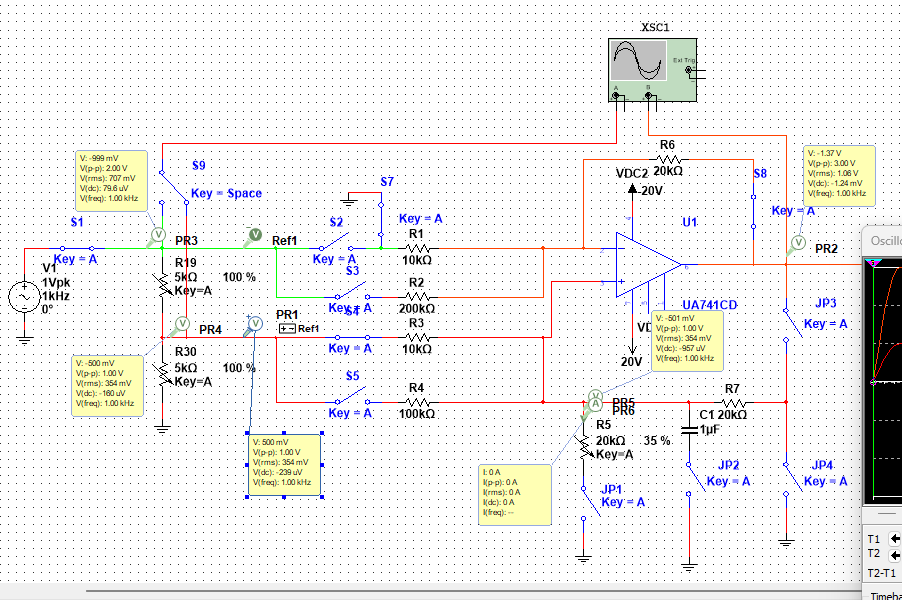 XSC1
Ext Trig
A
B
V: -999 mV
V(p-p): 2.00 V
V(rms): 707 mV
V(dc): 79.6 uV
V(freq): 1.00 kHz
S9
Key = Space
S7
R6
20kΩ
VDC2
20V
S8
Key = A
V: -1.37 V
V(p-p): 3.00 V
V(rms): 1.06 V
V(dc): -1.24 mV
V(freq): 1.00 kHz
S1
Key = A
PR3
Ref1
S2
Key = A
Key = A
R1
10kΩ
U1
PR2
Oscillo
V1
1Vpk
1kHz
0°
R19
5kΩ
Key=A
100 %
S3
Key = A
R2
200kΩ
UA741CD
JP3
Key = A
PR4
PR1
Ref1
S4
Key = A
R3
10kΩ
VD
20V
V: -501 mV
V(p-p): 1.00 V
V(rms): 354 mV
V(dc): -957 uV
V(freq): 1.00 kHz
V: -500 mV
V(p-p): 1.00 V
V(rms): 354 mV
V(dc): -160 uV
V(freq): 1.00 kHz
R30
5kΩ
Key=A
100 %
S5
Key = A
R4
100kΩ
PR5
PR6
R7
20kΩ
C1
1µF
R5
20kΩ
Key=A
35 %
V: 500 mV
V(p-p): 1.00 V
V(rms): 354 mV
V(dc): -239 uV
V(freq): 1.00 kHz
I: 0 A
I(p-p): 0 A
I(rms): 0 A
I(dc): 0 A
I(freq): --
JP1
Key = A
JP2
Key = A
JP4
Key = A
T1
T2
T2-T1
Timeba